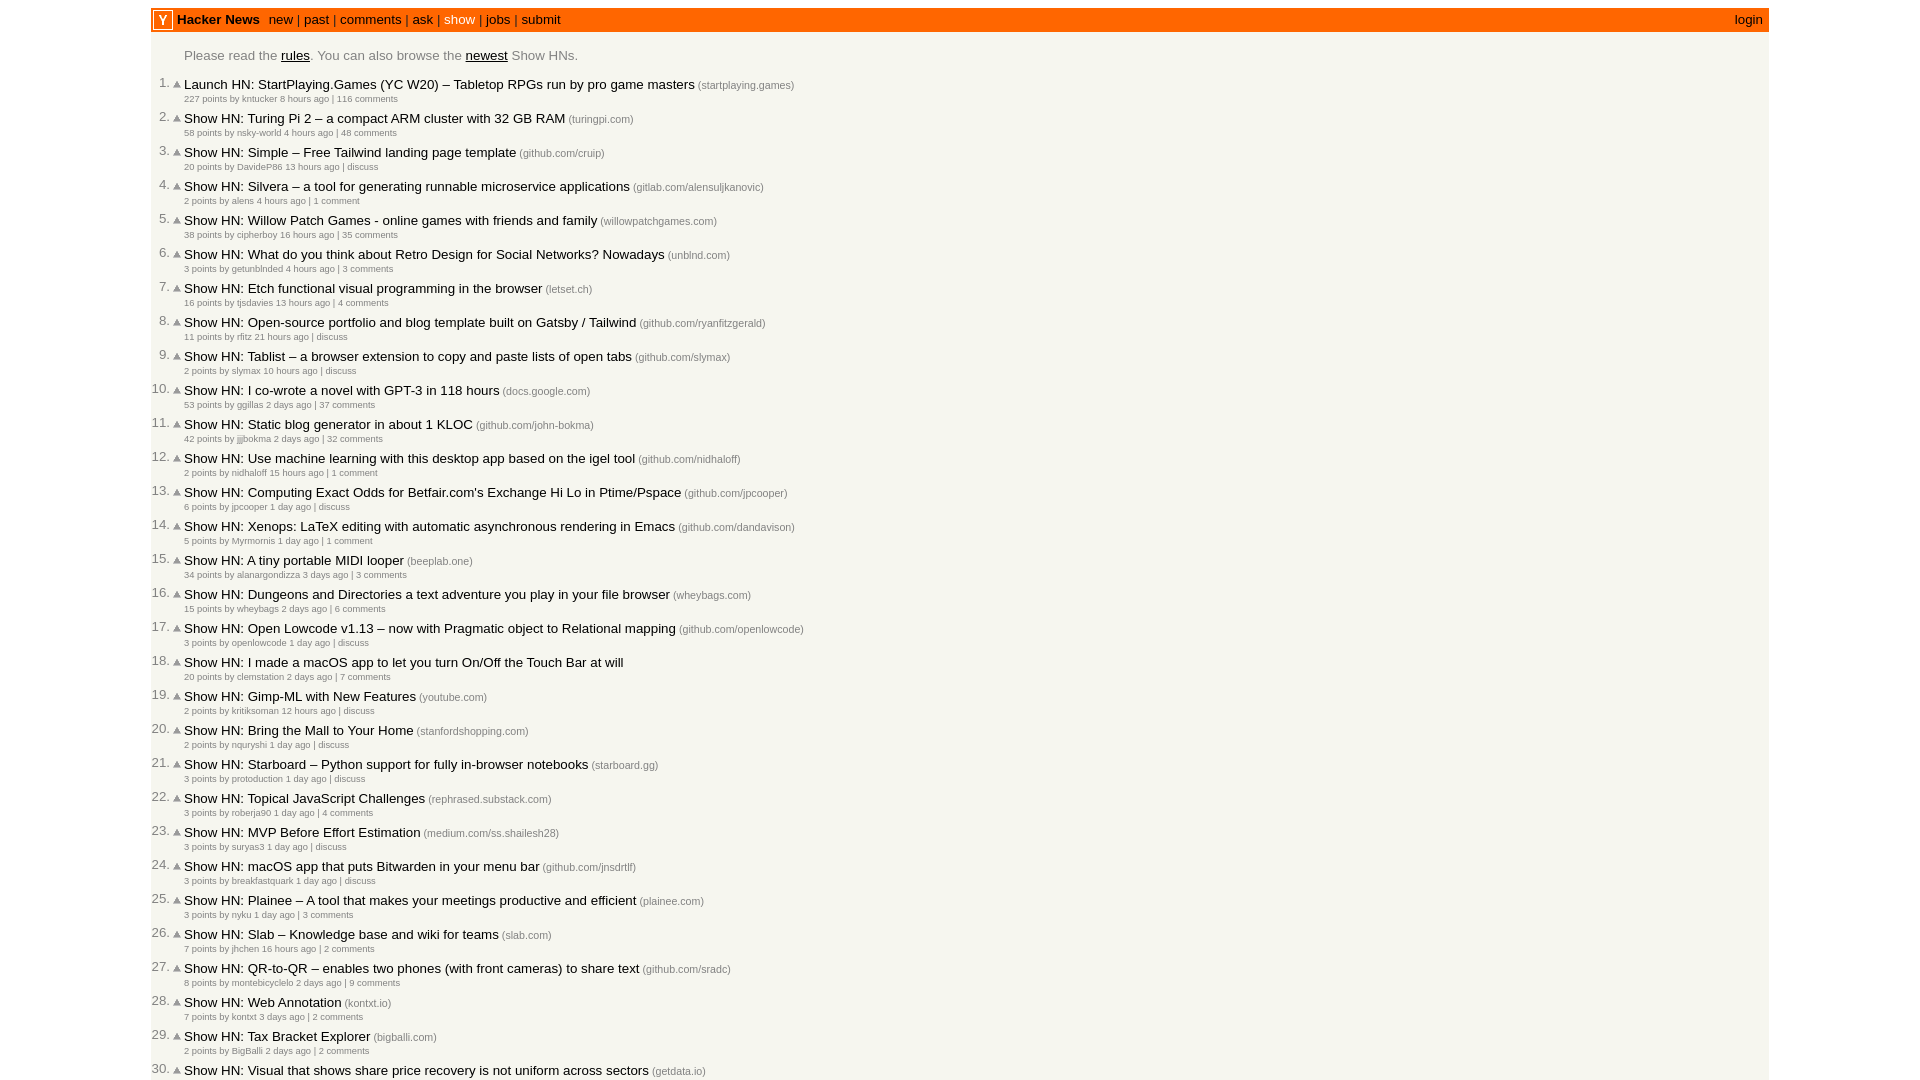 Y Hacker News new | past | comments | ask | show | jobs | submit login
Please read the rules. You can also browse the newest Show HNs.
1. Launch HN: StartPlaying.Games (YC W20) – Tabletop RPGs run by pro game masters (startplaying.games)
227 points by kntucker 8 hours ago | 116 comments
2. Show HN: Turing Pi 2 – a compact ARM cluster with 32 GB RAM (turingpi.com)
58 points by nsky-world 4 hours ago | 48 comments
3. Show HN: Simple – Free Tailwind landing page template (github.com/cruip)
20 points by DavideP86 13 hours ago | discuss
4. Show HN: Silvera – a tool for generating runnable microservice applications (gitlab.com/alensuljkanovic)
2 points by alens 4 hours ago | 1 comment
5. Show HN: Willow Patch Games - online games with friends and family (willowpatchgames.com)
38 points by cipherboy 16 hours ago | 35 comments
6. Show HN: What do you think about Retro Design for Social Networks? Nowadays (unblnd.com)
3 points by getunblnded 4 hours ago | 3 comments
7. Show HN: Etch functional visual programming in the browser (letset.ch)
16 points by tjsdavies 13 hours ago | 4 comments
8. Show HN: Open-source portfolio and blog template built on Gatsby / Tailwind (github.com/ryanfitzgerald)
11 points by rfitz 21 hours ago | discuss
9. Show HN: Tablist – a browser extension to copy and paste lists of open tabs (github.com/slymax)
2 points by slymax 10 hours ago | discuss
10. Show HN: I co-wrote a novel with GPT-3 in 118 hours (docs.google.com)
53 points by ggillas 2 days ago | 37 comments
11. Show HN: Static blog generator in about 1 KLOC (github.com/john-bokma)
42 points by jjjbokma 2 days ago | 32 comments
12. Show HN: Use machine learning with this desktop app based on the igel tool (github.com/nidhaloff)
2 points by nidhaloff 15 hours ago | 1 comment
13. Show HN: Computing Exact Odds for Betfair.com's Exchange Hi Lo in Ptime/Pspace (github.com/jpcooper)
6 points by jpcooper 1 day ago | discuss
14. Show HN: Xenops: LaTeX editing with automatic asynchronous rendering in Emacs (github.com/dandavison)
5 points by Myrmornis 1 day ago | 1 comment
15. Show HN: A tiny portable MIDI looper (beeplab.one)
34 points by alanargondizza 3 days ago | 3 comments
16. Show HN: Dungeons and Directories a text adventure you play in your file browser (wheybags.com)
15 points by wheybags 2 days ago | 6 comments
17. Show HN: Open Lowcode v1.13 – now with Pragmatic object to Relational mapping (github.com/openlowcode)
3 points by openlowcode 1 day ago | discuss
18. Show HN: I made a macOS app to let you turn On/Off the Touch Bar at will
20 points by clemstation 2 days ago | 7 comments
19. Show HN: Gimp-ML with New Features (youtube.com)
2 points by kritiksoman 12 hours ago | discuss
20. Show HN: Bring the Mall to Your Home (stanfordshopping.com)
2 points by nquryshi 1 day ago | discuss
21. Show HN: Starboard – Python support for fully in-browser notebooks (starboard.gg)
3 points by protoduction 1 day ago | discuss
22. Show HN: Topical JavaScript Challenges (rephrased.substack.com)
3 points by roberja90 1 day ago | 4 comments
23. Show HN: MVP Before Effort Estimation (medium.com/ss.shailesh28)
3 points by suryas3 1 day ago | discuss
24. Show HN: macOS app that puts Bitwarden in your menu bar (github.com/jnsdrtlf)
3 points by breakfastquark 1 day ago | discuss
25. Show HN: Plainee – A tool that makes your meetings productive and efficient (plainee.com)
3 points by nyku 1 day ago | 3 comments
26. Show HN: Slab – Knowledge base and wiki for teams (slab.com)
7 points by jhchen 16 hours ago | 2 comments
27. Show HN: QR-to-QR – enables two phones (with front cameras) to share text (github.com/sradc)
8 points by montebicyclelo 2 days ago | 9 comments
28. Show HN: Web Annotation (kontxt.io)
7 points by kontxt 3 days ago | 2 comments
29. Show HN: Tax Bracket Explorer (bigballi.com)
2 points by BigBalli 2 days ago | 2 comments
30. Show HN: Visual that shows share price recovery is not uniform across sectors (getdata.io)